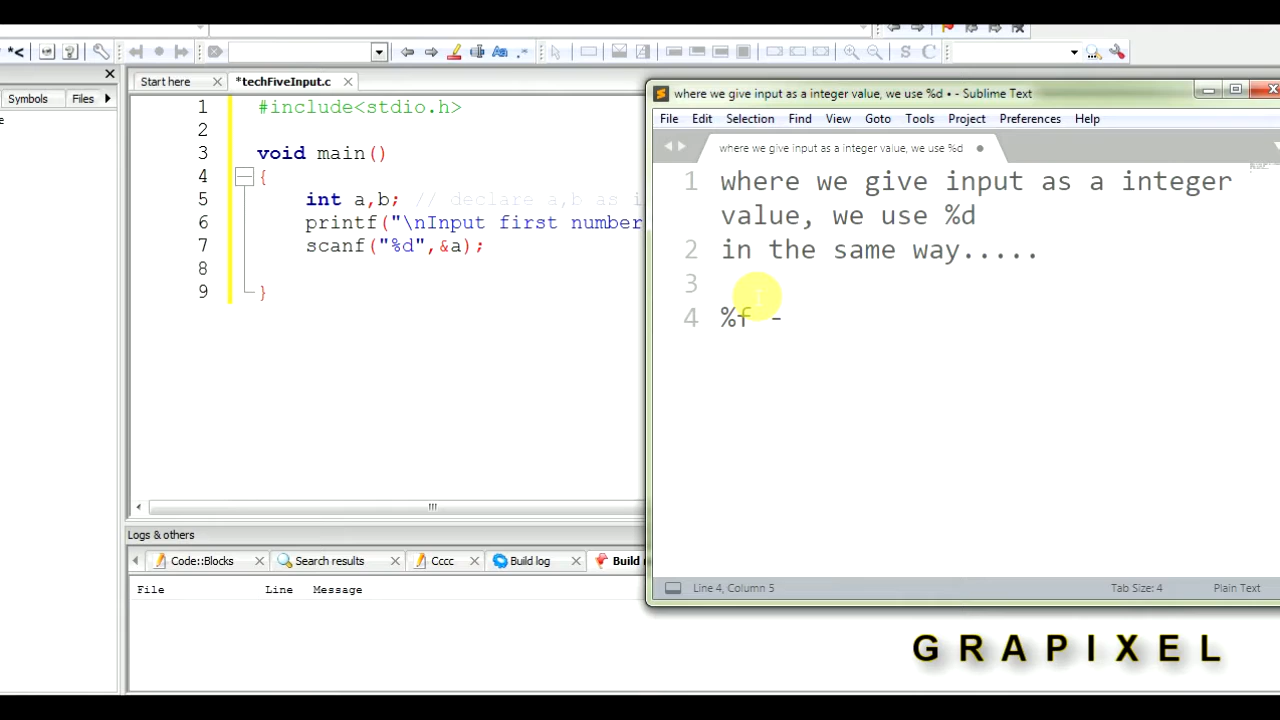 *<
Symbols Files
e
Start here *techFiveInput.c
1 #include<stdio.h>
2
3 void main()
4 {
5 int a,b; // declare a,b as i
6 printf("\nInput first number
7 scanf("%d",&a);
8
9 }
Logs & others
Code::Blocks Search results Cccc Build log Build
File Line Message
where we give input as a integer value, we use %d • - Sublime Text
File Edit Selection Find View Goto Tools Project Preferences Help
where we give input as a integer value, we use %d
1 where we give input as a integer
value, we use %d
2 in the same way.....
3
4 %f -
Line 4, Column 5 Tab Size: 4 Plain Text
GRAPIXEL